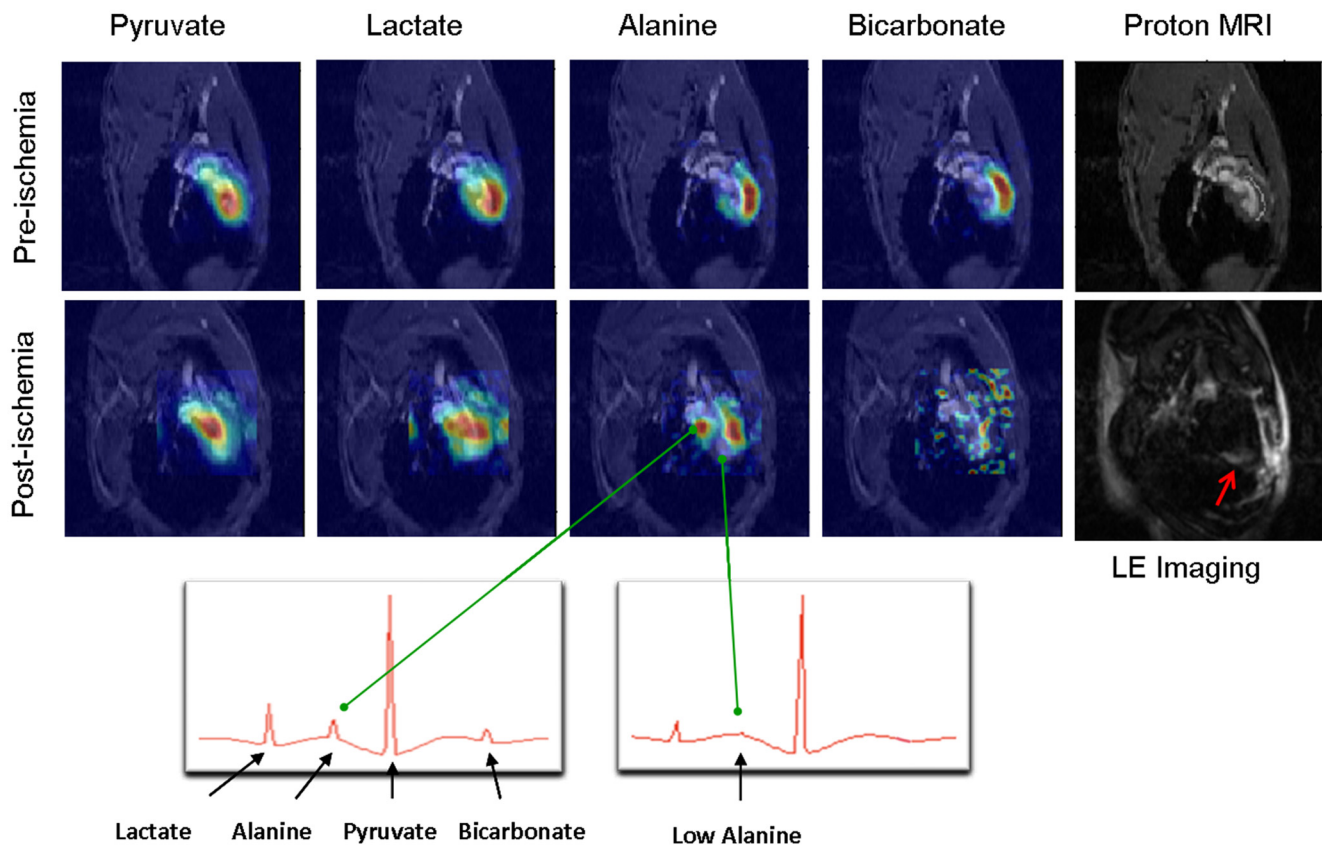 Pyruvate Lactate Alanine Bicarbonate Proton MRI
Pre-ischemia
Post-ischemia
LE Imaging
Lactate Alanine Pyruvate Bicarbonate
Low Alanine